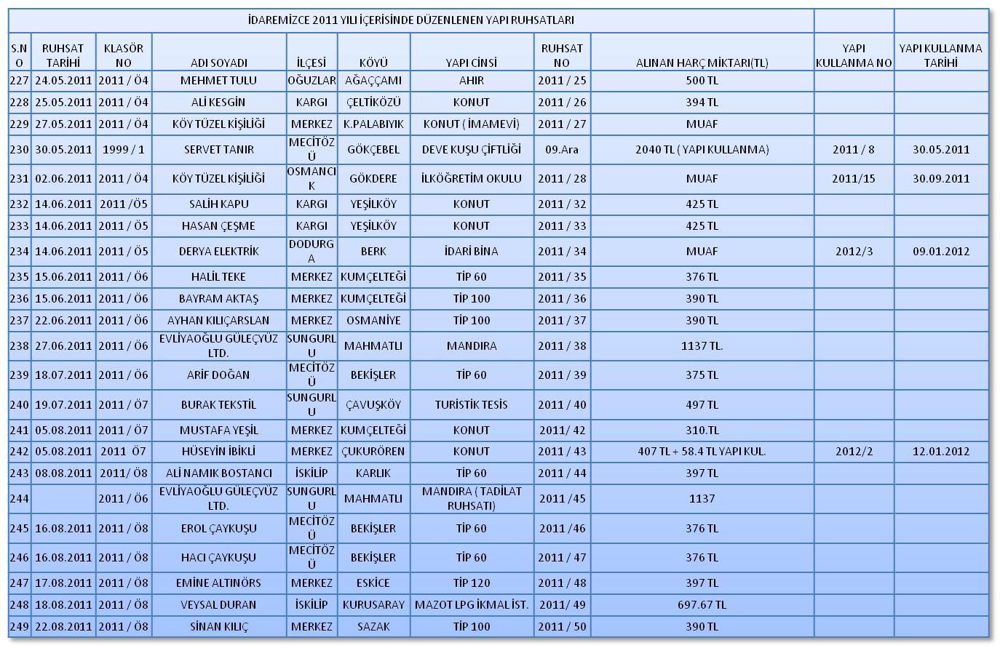 İDAREMİZCE 2011 YILI İÇERİSİNDE DÜZENLENEN YAPI RUHSATLARI
S.N O RUHSAT TARİHİ KLASÖR NO ADI SOYADI İLÇESİ KÖYÜ YAPI CİNSİ RUHSAT NO ALINAN HARÇ MİKTARI(TL) YAPI KULLANMA NO YAPI KULLANMA TARİHİ
227 24.05.2011 2011 / Ö4 MEHMET TULU OĞUZLAR AĞAÇÇAMI AHIR 2011 / 25 500 TL
228 25.05.2011 2011 / Ö4 ALİ KESGİN KARGI ÇELTİKÖZÜ KONUT 2011 / 26 394 TL
229 27.05.2011 2011 / Ö4 KÖY TÜZEL KİŞİLİĞİ MERKEZ K.PALABIYIK KONUT ( İMAMEVİ) 2011 / 27 MUAF
230 30.05.2011 1999 / 1 SERVET TANIR MECİTÖZ Ü GÖKÇEBEL DEVE KUŞU ÇİFTLİĞİ 09.Ara 2040 TL ( YAPI KULLANMA) 2011 / 8 30.05.2011
231 02.06.2011 2011 / Ö4 KÖY TÜZEL KİŞİLİĞİ OSMANCI K GÖKDERE İLKÖĞRETİM OKULU 2011 / 28 MUAF 2011/15 30.09.2011
232 14.06.2011 2011 /Ö5 SALİH KAPU KARGI YEŞİLKÖY KONUT 2011 / 32 425 TL
233 14.06.2011 2011 / Ö5 HASAN ÇEŞME KARGI YEŞİLKÖY KONUT 2011 / 33 425 TL
234 14.06.2011 2011 / Ö5 DERYA ELEKTRİK DODURG A BERK İDARİ BİNA 2011 / 34 MUAF 2012/3 09.01.2012
235 15.06.2011 2011 / Ö6 HALİL TEKE MERKEZ KUMÇELTEĞİ TİP 60 2011 / 35 376 TL
236 15.06.2011 2011 / Ö6 BAYRAM AKTAŞ MERKEZ KUMÇELTEĞİ TİP 100 2011 / 36 390 TL
237 22.06.2011 2011 / Ö6 AYHAN KILIÇARSLAN MERKEZ OSMANİYE TİP 100 2011 / 37 390 TL
238 27.06.2011 2011 / Ö6 EVLİYAOĞLU GÜLEÇYÜZ LTD. SUNGURL U MAHMATLI MANDIRA 2011 / 38 1137 TL.
239 18.07.2011 2011 / Ö6 ARİF DOĞAN MECİTÖZ Ü BEKİŞLER TİP 60 2011 / 39 375 TL
240 19.07.2011 2011 / Ö7 BURAK TEKSTİL SUNGURL U ÇAVUŞKÖY TURİSTİK TESİS 2011 / 40 497 TL
241 05.08.2011 2011 / Ö7 MUSTAFA YEŞİL MERKEZ KUMÇELTEĞİ KONUT 2011/ 42 310.TL
242 05.08.2011 2011 Ö7 HÜSEYİN İBİKLİ MERKEZ ÇUKURÖREN KONUT 2011 / 43 407 TL + 58.4 TL YAPI KUL. 2012/2 12.01.2012
243 08.08.2011 2011/ Ö8 ALİ NAMIK BOSTANCI İSKİLİP KARLIK TİP 60 2011 / 44 397 TL
244 2011 / Ö6 EVLİYAOĞLU GÜLEÇYÜZ LTD. SUNGURL U MAHMATLI MANDIRA ( TADİLAT RUHSATI) 2011 /45 1137
245 16.08.2011 2011 / Ö8 EROL ÇAYKUŞU MECİTÖZ Ü BEKİŞLER TİP 60 2011 /46 376 TL
246 16.08.2011 2011 / Ö8 HACI ÇAYKUŞU MECİTÖZ Ü BEKİŞLER TİP 60 2011 / 47 376 TL
247 17.08.2011 2011 / Ö8 EMİNE ALTINÖRS MERKEZ ESKİCE TİP 120 2011 / 48 397 TL
248 18.08.2011 2011 / Ö8 VEYSAL DURAN İSKİLİP KURUSARAY MAZOT LPG İKMAL İST. 2011/ 49 697.67 TL
249 22.08.2011 2011 / Ö8 SİNAN KILIÇ MERKEZ SAZAK TİP 100 2011 / 50 390 TL